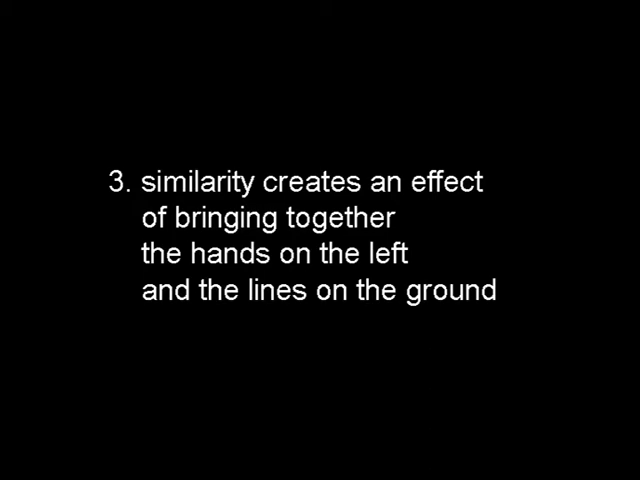 3. similarity creates an effect
of bringing together
the hands on the left
and the lines on the ground